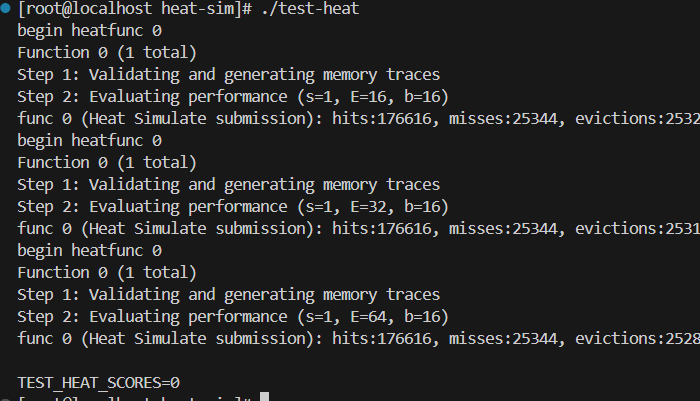 [root@localhost heat-sim]# ./test-heat
begin heatfunc 0
Function 0 (1 total)
Step 1: Validating and generating memory traces
Step 2: Evaluating performance (s=1, E=16, b=16)
func 0 (Heat Simulate submission): hits:176616, misses:25344, evictions:2532
begin heatfunc 0
Function 0 (1 total)
Step 1: Validating and generating memory traces
Step 2: Evaluating performance (s=1, E=32, b=16)
func 0 (Heat Simulate submission): hits:176616, misses:25344, evictions:2531
begin heatfunc 0
Function 0 (1 total)
Step 1: Validating and generating memory traces
Step 2: Evaluating performance (s=1, E=64, b=16)
func 0 (Heat Simulate submission): hits:176616, misses:25344, evictions:2528
TEST_HEAT_SCORES=0